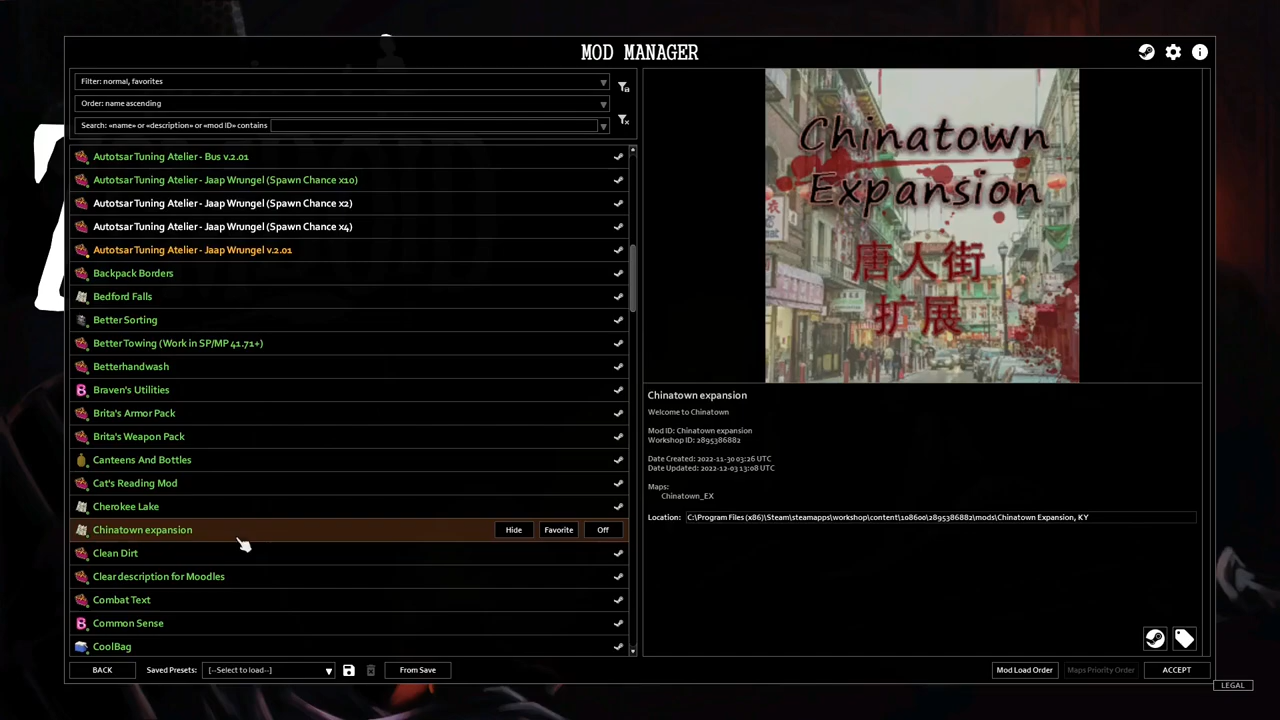 MOD MANAGER
Filter: normal, favorites
Order: name ascending
Search: «name» or «description» or «mod ID» contains
Autotsar Tuning Atelier - Bus v.2.01
Autotsar Tuning Atelier - Jaap Wrungel (Spawn Chance x10)
Autotsar Tuning Atelier - Jaap Wrungel (Spawn Chance x2)
Autotsar Tuning Atelier - Jaap Wrungel (Spawn Chance x4)
Autotsar Tuning Atelier - Jaap Wrungel v.2.01
Backpack Borders
Bedford Falls
Better Sorting
Better Towing (Work in SP/MP 41.71+)
Betterhandwash
Braven's Utilities
Brita's Armor Pack
Brita's Weapon Pack
Canteens And Bottles
Cat's Reading Mod
Cherokee Lake
Chinatown expansion
Hide
Favorite
Off
Clean Dirt
Clear description for Moodles
Combat Text
Common Sense
CoolBag
Chinatown
Expansion
唐人街
扩展
Chinatown expansion
Welcome to Chinatown
Mod ID: Chinatown expansion
Workshop ID: 2895386882
Date Created: 2022-11-30 03:26 UTC
Date Updated: 2022-12-03 13:08 UTC
Maps:
Chinatown_EX
Location: C:\Program Files (x86)\Steam\steamapps\workshop\content\108600\2895386882\mods\Chinatown Expansion, KY
BACK
Saved Presets:
[--Select to load--]
From Save
Mod Load Order
Maps Priority Order
ACCEPT
LEGAL